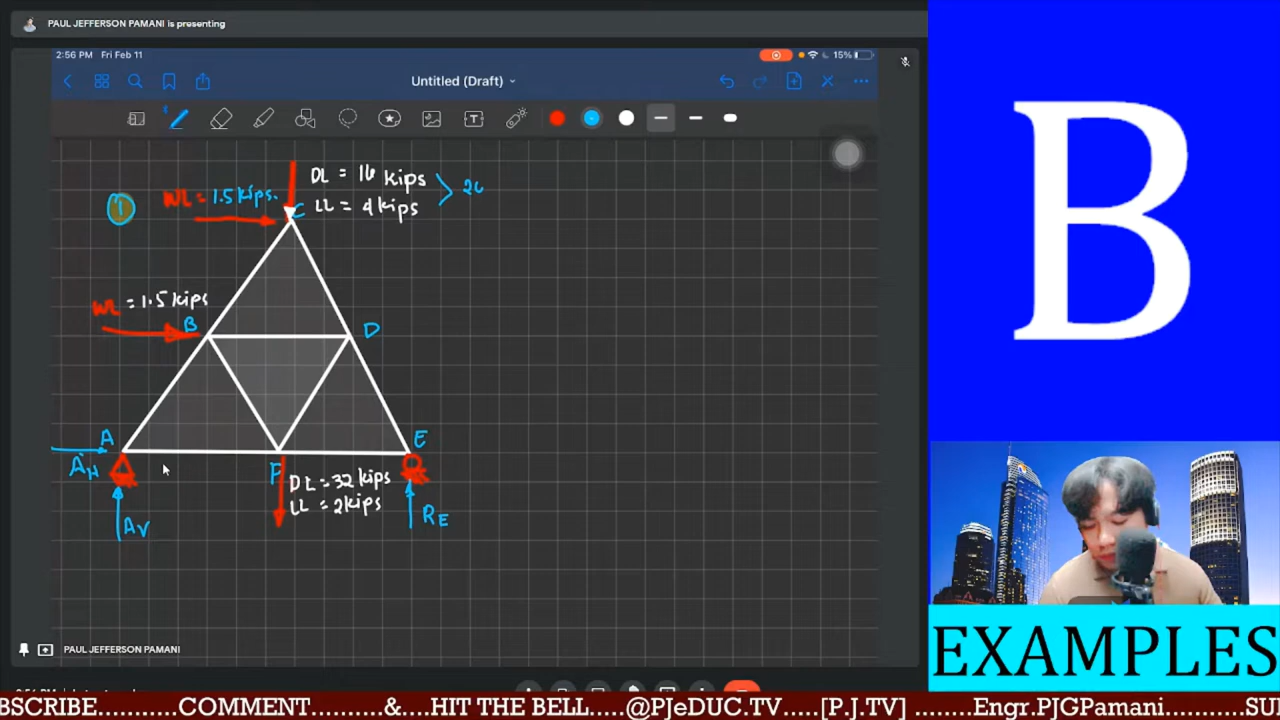 PAUL JEFFERSON PAMANI is presenting
2:56 PM Fri Feb 11
15%
Untitled (Draft)
T
1
WL = 1.5 kips.
DL = 16 kips
LL = 4 kips
20
C
WL = 1.5 kips
B
D
A
E
AH
F
DL = 32 kips
LL = 2 kips
AV
RE
PAUL JEFFERSON PAMANI
B
EXAMPLES
SCRIBE..........COMMENT.........&....HIT THE BELL......@PJeDUC.TV.....[P.J.TV] ........Engr.PJGPamani............SU